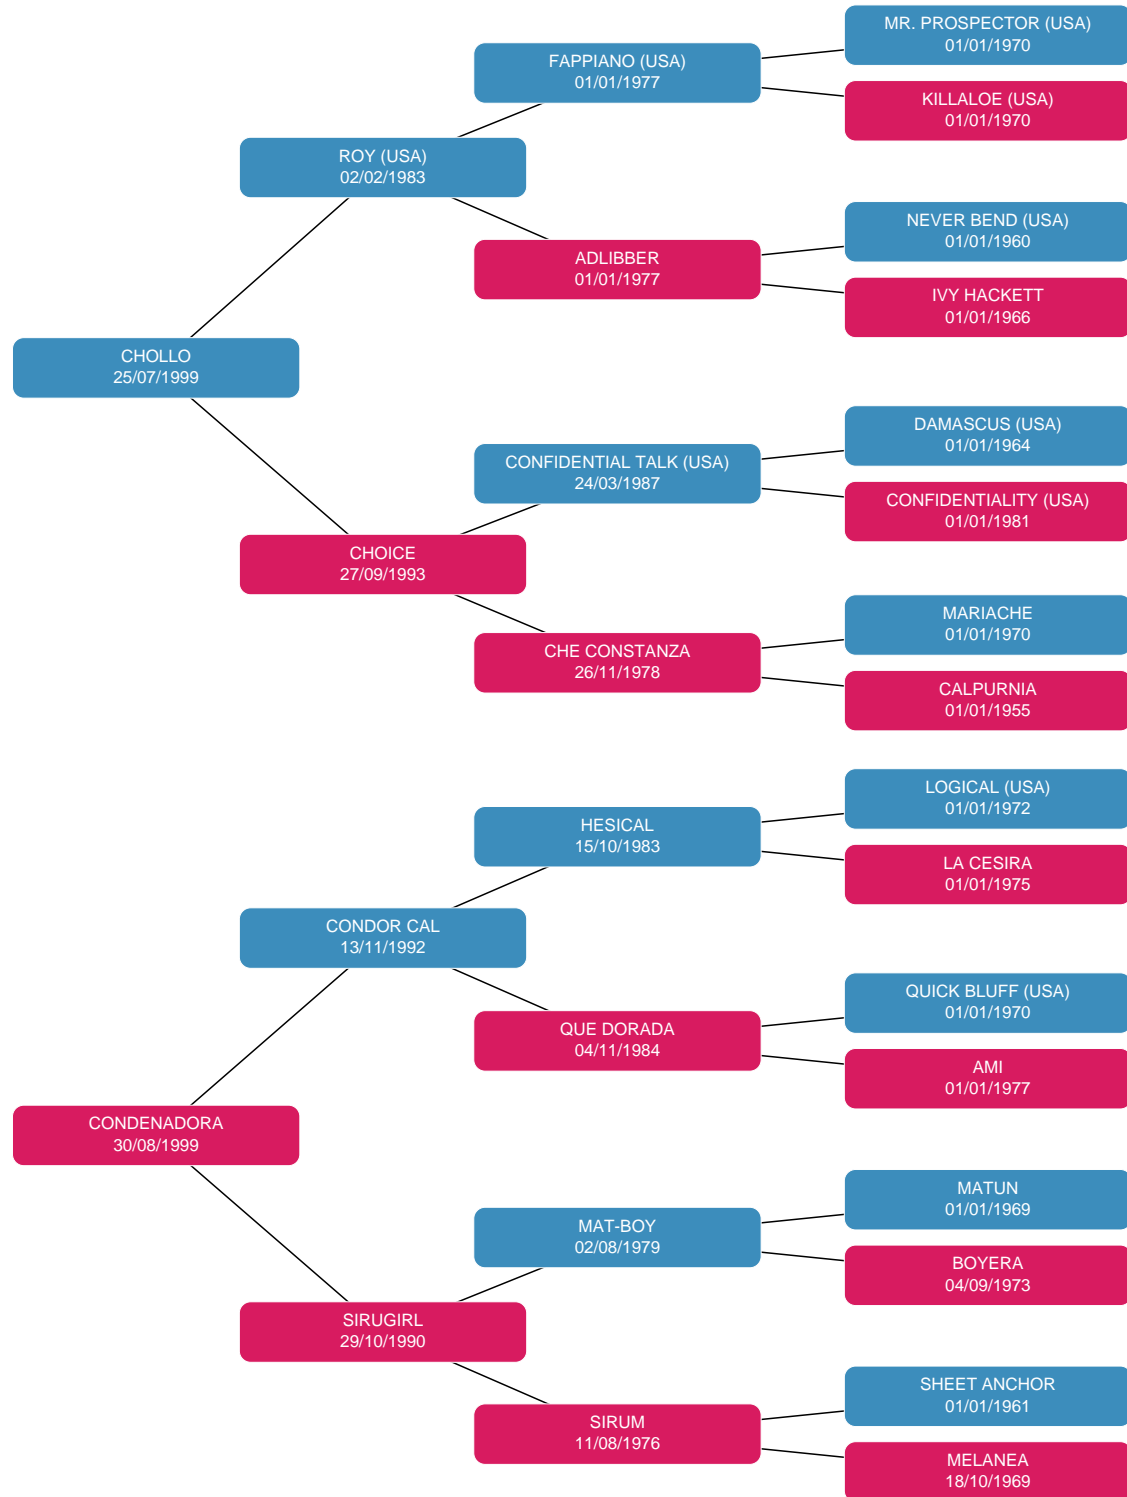 MR. PROSPECTOR (USA)
01/01/1970
FAPPIANO (USA)
01/01/1977
KILLALOE (USA)
01/01/1970
ROY (USA)
02/02/1983
NEVER BEND (USA)
01/01/1960
ADLIBBER
01/01/1977
IVY HACKETT
01/01/1966
CHOLLO
25/07/1999
DAMASCUS (USA)
01/01/1964
CONFIDENTIAL TALK (USA)
24/03/1987
CONFIDENTIALITY (USA)
01/01/1981
CHOICE
27/09/1993
MARIACHE
01/01/1970
CHE CONSTANZA
26/11/1978
CALPURNIA
01/01/1955
LOGICAL (USA)
01/01/1972
HESICAL
15/10/1983
LA CESIRA
01/01/1975
CONDOR CAL
13/11/1992
QUICK BLUFF (USA)
01/01/1970
QUE DORADA
04/11/1984
AMI
01/01/1977
CONDENADORA
30/08/1999
MATUN
01/01/1969
MAT-BOY
02/08/1979
BOYERA
04/09/1973
SIRUGIRL
29/10/1990
SHEET ANCHOR
01/01/1961
SIRUM
11/08/1976
MELANEA
18/10/1969